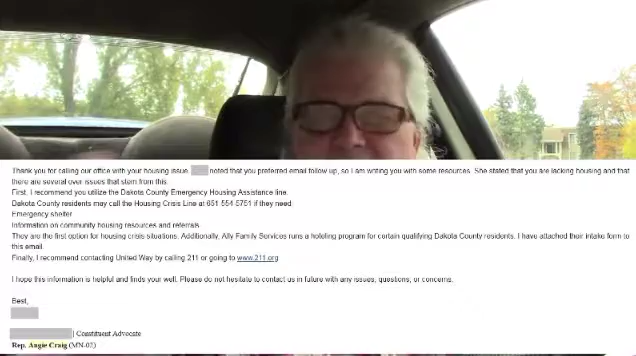 Thank you for calling our office with your housing issue. noted that you preferred email follow up, so I am writing you with some resources. She stated that you are lacking housing and that
there are several over issues that stem from this.
First, I recommend you utilize the Dakota County Emergency Housing Assistance line.
Dakota County residents may call the Housing Crisis Line at 651-554-5751 if they need:
Emergency shelter
Information on community housing resources and referrals
They are the first option for housing crisis situations. Additionally, Ally Family Services runs a hoteling program for certain qualifying Dakota County residents. I have attached their intake form to
this email.
Finally, I recommend contacting United Way by calling 211 or going to www.211.org
I hope this information is helpful and finds your well. Please do not hesitate to contact us in future with any issues, questions, or concerns.
Best,
| Constituent Advocate
Rep. Angie Craig (MN-02)